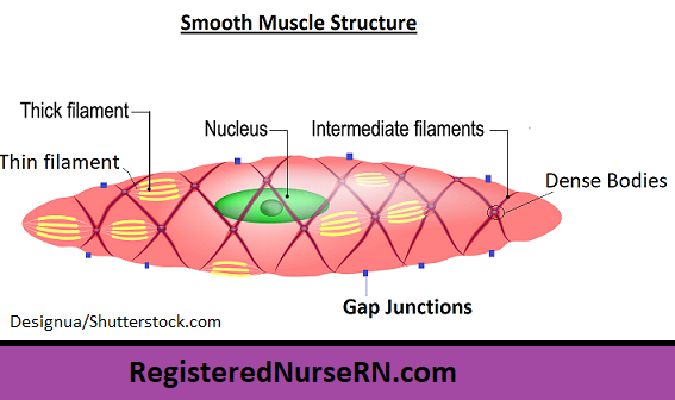 Smooth Muscle Structure
Thick filament
Nucleus
Intermediate filaments
Thin filament
Dense Bodies
Gap Junctions
Designua/Shutterstock.com
RegisteredNurseRN.com